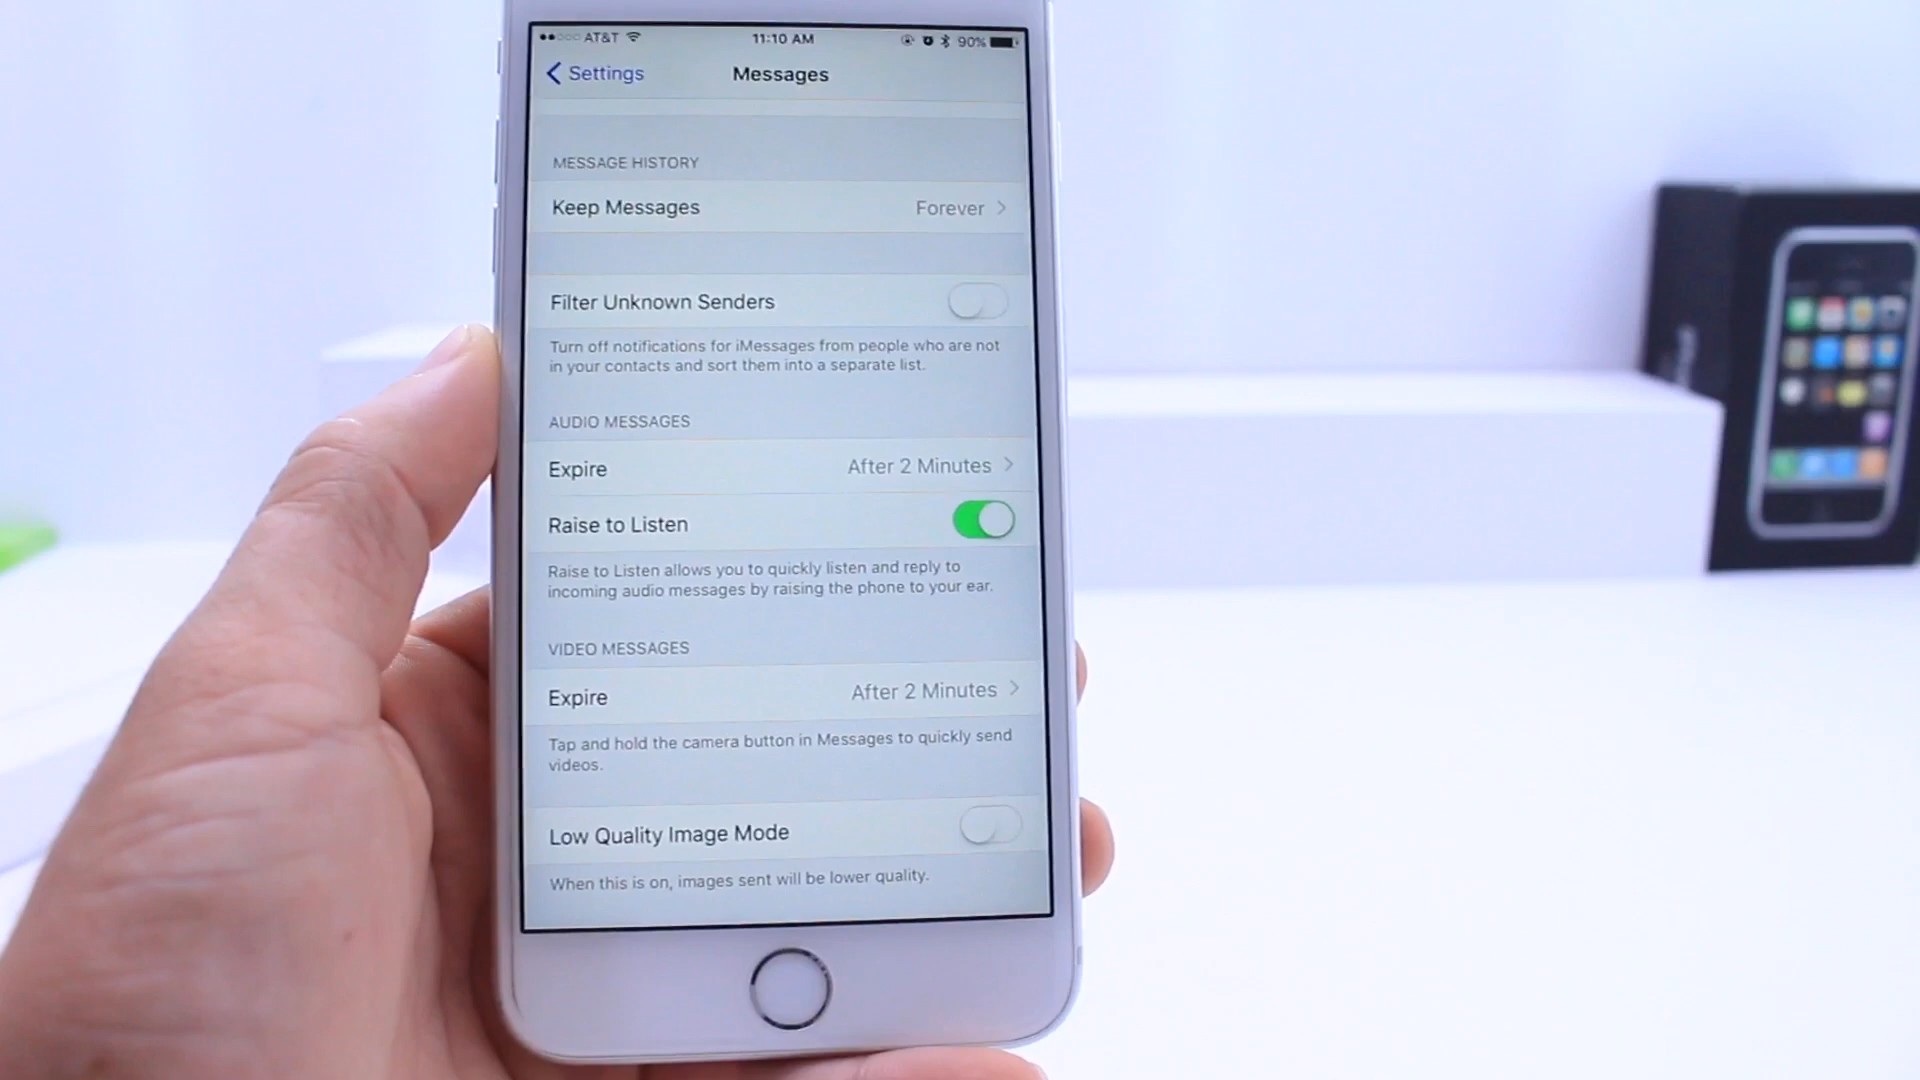 AT&T 11:10 AM 90%
Settings Messages
MESSAGE HISTORY
Keep Messages Forever
Filter Unknown Senders
Turn off notifications for iMessages from people who are not
in your contacts and sort them into a separate list.
AUDIO MESSAGES
Expire After 2 Minutes
Raise to Listen
Raise to Listen allows you to quickly listen and reply to
incoming audio messages by raising the phone to your ear.
VIDEO MESSAGES
Expire After 2 Minutes
Tap and hold the camera button in Messages to quickly send
videos.
Low Quality Image Mode
When this is on, images sent will be lower quality.